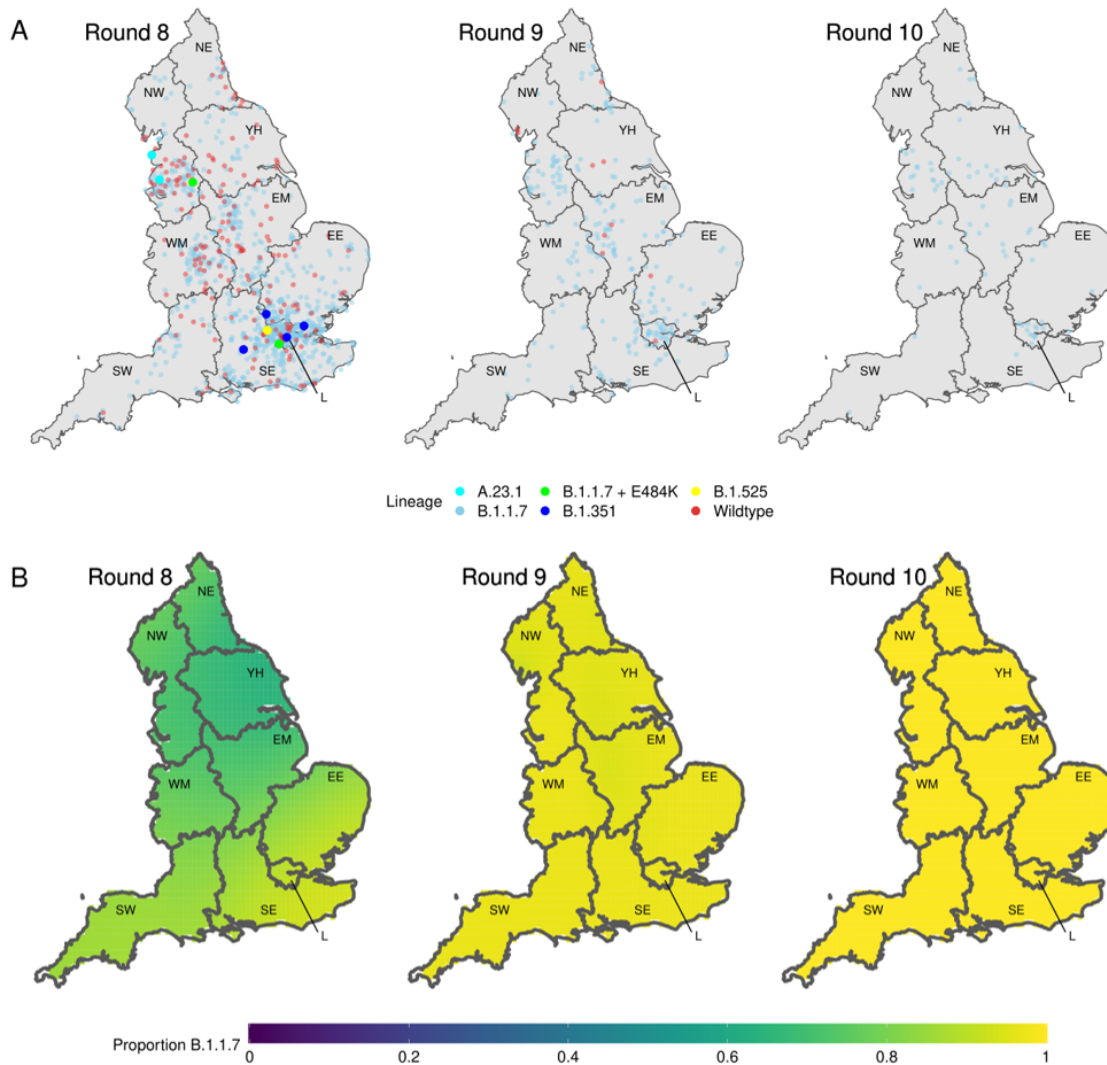 A
Round 8
Round 9
Round 10
NE
NW
YH
EM
WM
EE
SW
SE
L
NE
NW
YH
EM
WM
EE
SW
SE
L
NE
NW
YH
EM
WM
EE
SW
SE
L
Lineage
A.23.1
B.1.1.7 + E484K
B.1.525
B.1.1.7
B.1.351
Wildtype
B
Round 8
Round 9
Round 10
NE
NW
YH
EM
WM
EE
SW
SE
L
NE
NW
YH
EM
WM
EE
SW
SE
L
NE
NW
YH
EM
WM
EE
SW
SE
L
Proportion B.1.1.7
0
0.2
0.4
0.6
0.8
1